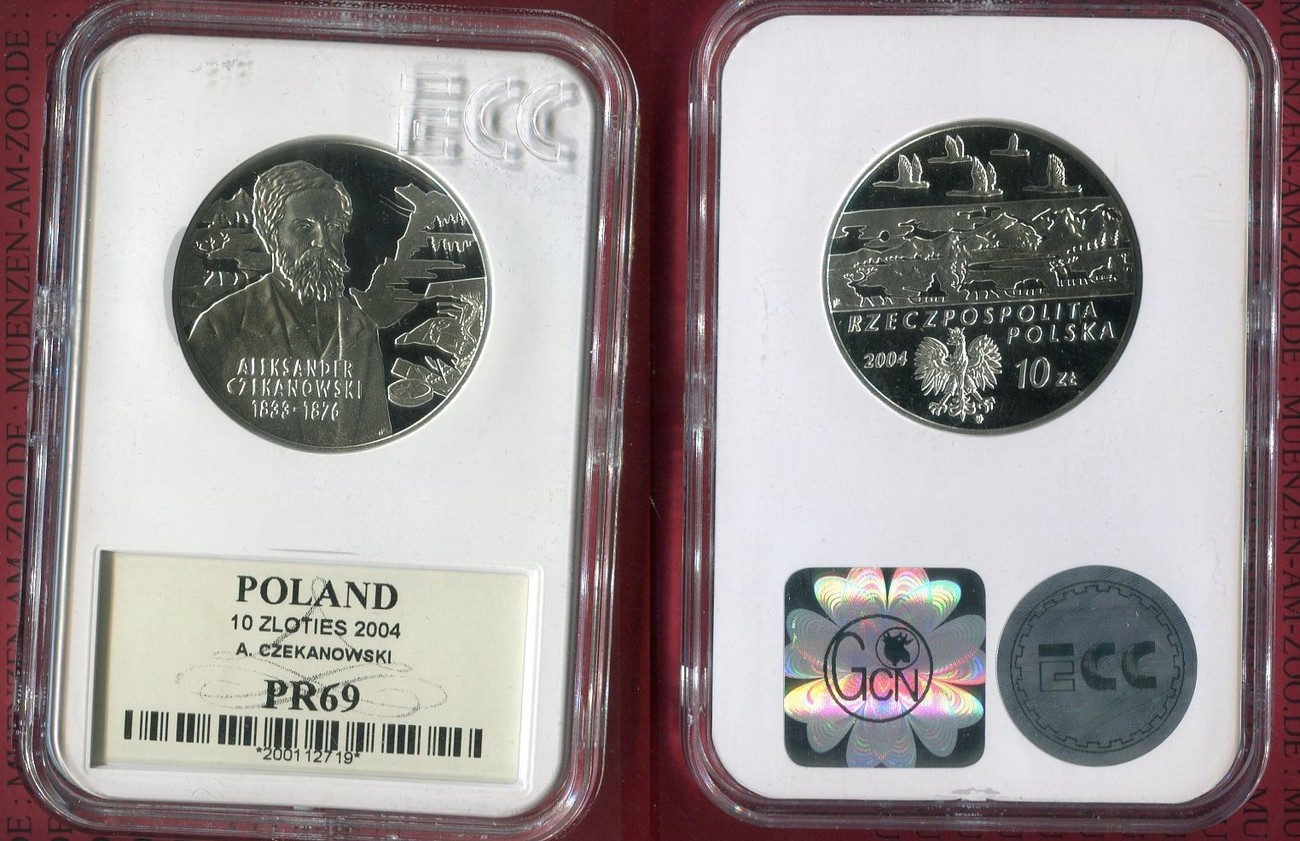 MUENZEN-AM-ZOO.DE
ECC
ALEKSANDER
CZEKANOWSKI
1833-1876
POLAND
10 ZLOTIES 2004
A. CZEKANOWSKI
PR69
*200112719*
RZECZPOSPOLITA
POLSKA
2004
10 ZŁ
GCN
ECC
MUENZEN-AM-ZOO.DE